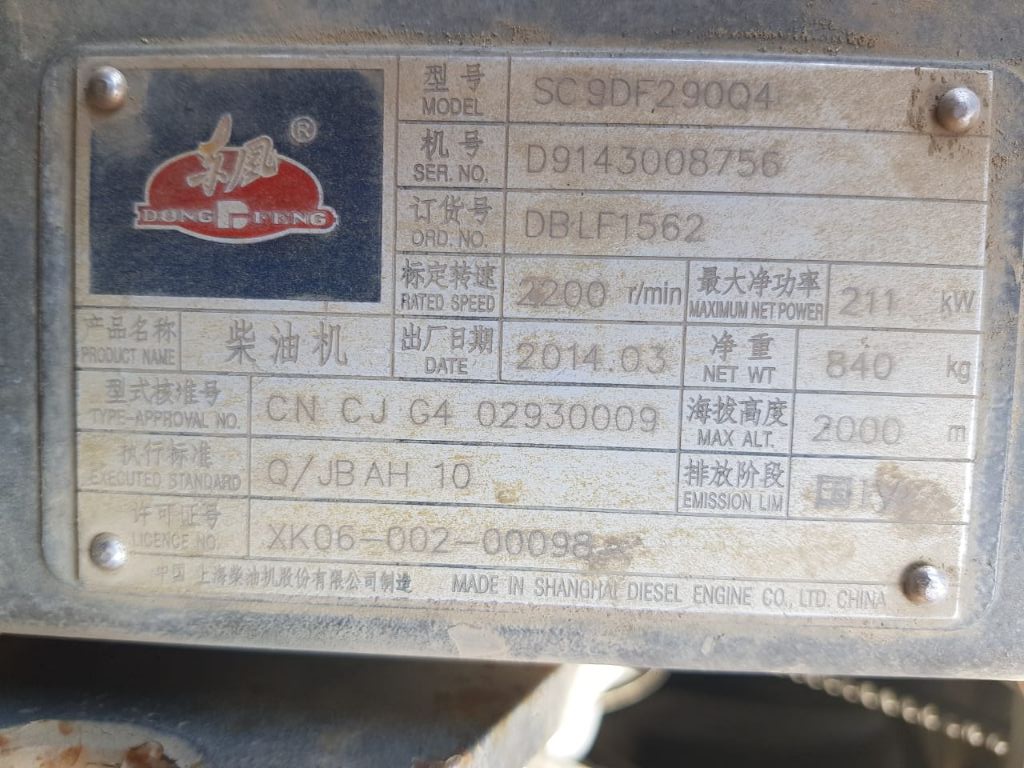 东风®
DONG FENG
型号 MODEL SC9DF290Q4
机号 SER. NO. D9143008756
订货号 ORD. NO. DBLF1562
标定转速 RATED SPEED 2200 r/min 最大净功率 MAXIMUM NET POWER 211 kW
产品名称 PRODUCT NAME 柴油机 出厂日期 DATE 2014.03 净重 NET WT 840 kg
型式核准号 TYPE-APPROVAL NO. CN CJ G4 02930009 海拔高度 MAX ALT. 2000 m
执行标准 EXECUTED STANDARD Q/JBAH 10 排放阶段 EMISSION LIM 国
许可证号 LICENCE NO. XK06-002-00098
中国 上海柴油机股份有限公司制造 MADE IN SHANGHAI DIESEL ENGINE CO., LTD. CHINA